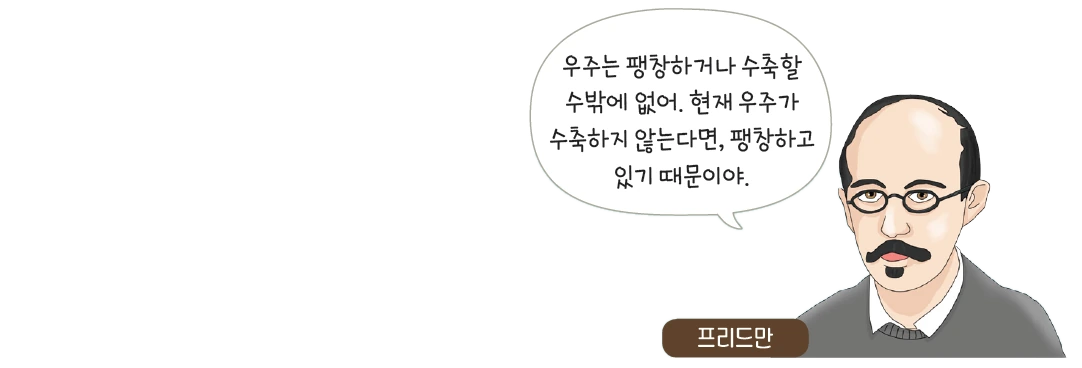 우주는 팽창하거나 수축할
수밖에 없어. 현재 우주가
수축하지 않는다면, 팽창하고
있기 때문이야.
프리드만